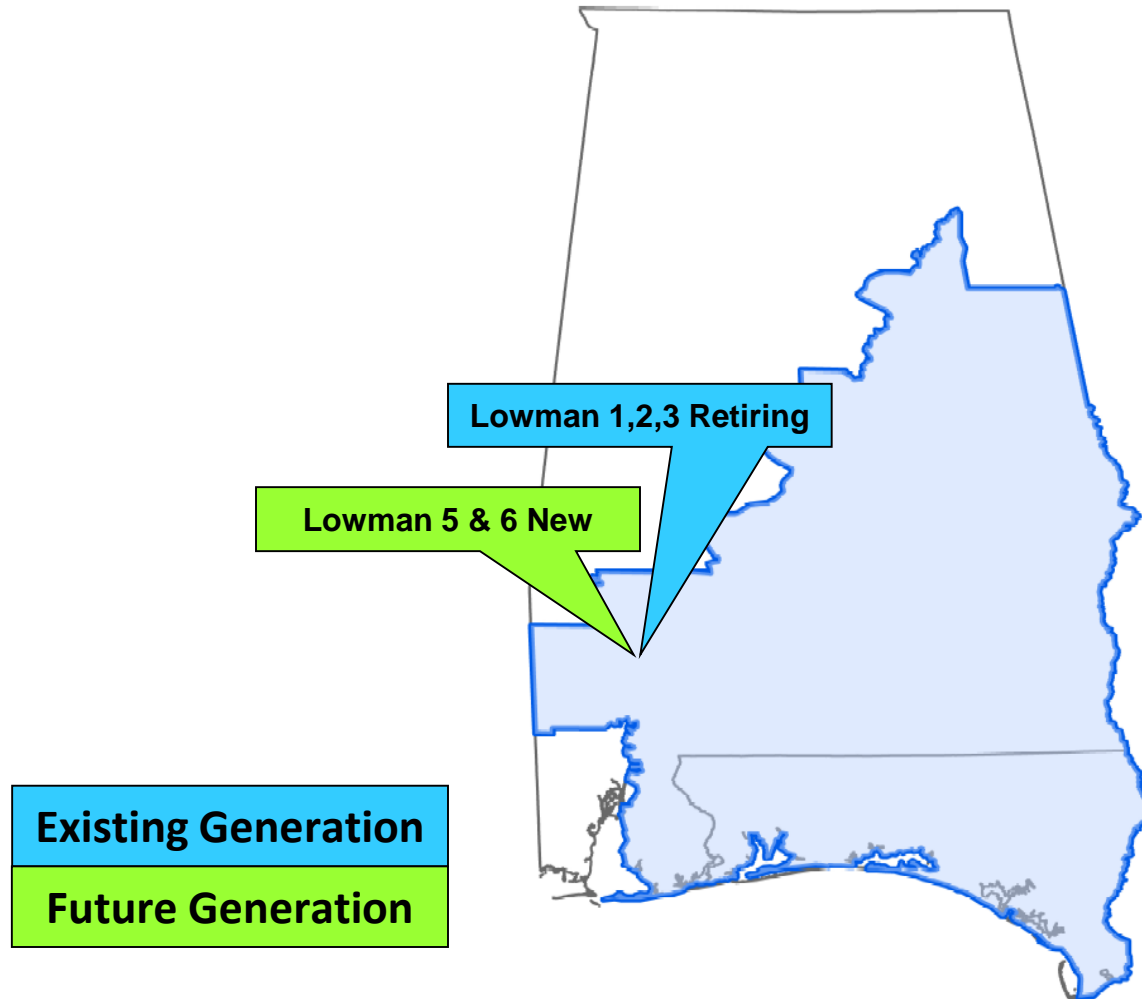 Lowman 1,2,3 Retiring
Lowman 5 & 6 New
Existing Generation
Future Generation